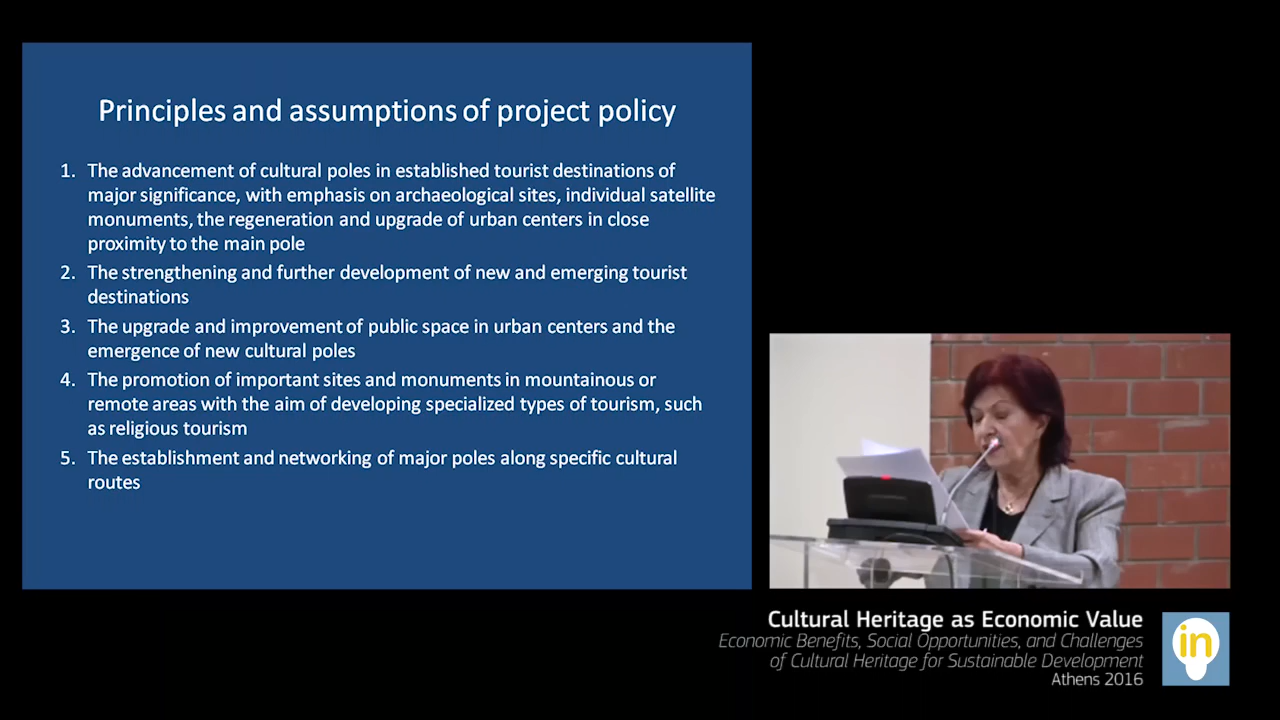 Principles and assumptions of project policy
1. The advancement of cultural poles in established tourist destinations of
major significance, with emphasis on archaeological sites, individual satellite
monuments, the regeneration and upgrade of urban centers in close
proximity to the main pole
2. The strengthening and further development of new and emerging tourist
destinations
3. The upgrade and improvement of public space in urban centers and the
emergence of new cultural poles
4. The promotion of important sites and monuments in mountainous or
remote areas with the aim of developing specialized types of tourism, such
as religious tourism
5. The establishment and networking of major poles along specific cultural
routes
Cultural Heritage as Economic Value
Economic Benefits, Social Opportunities, and Challenges
of Cultural Heritage for Sustainable Development
Athens 2016
in